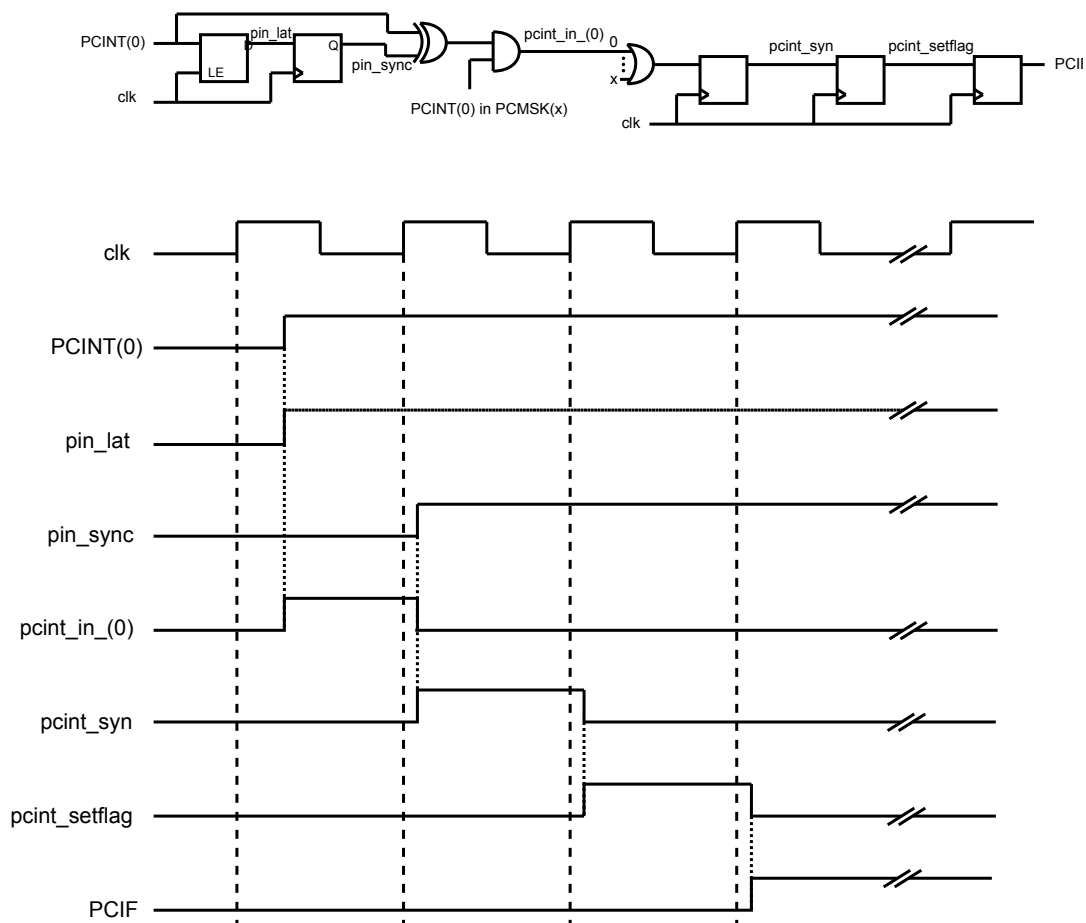 PCINT(0)
pin_lat
D
Q
LE
pin_sync
clk
pcint_in_(0)
0
x
PCINT(0) in PCMSK(x)
clk
pcint_syn
pcint_setflag
PCIF
clk
PCINT(0)
pin_lat
pin_sync
pcint_in_(0)
pcint_syn
pcint_setflag
PCIF